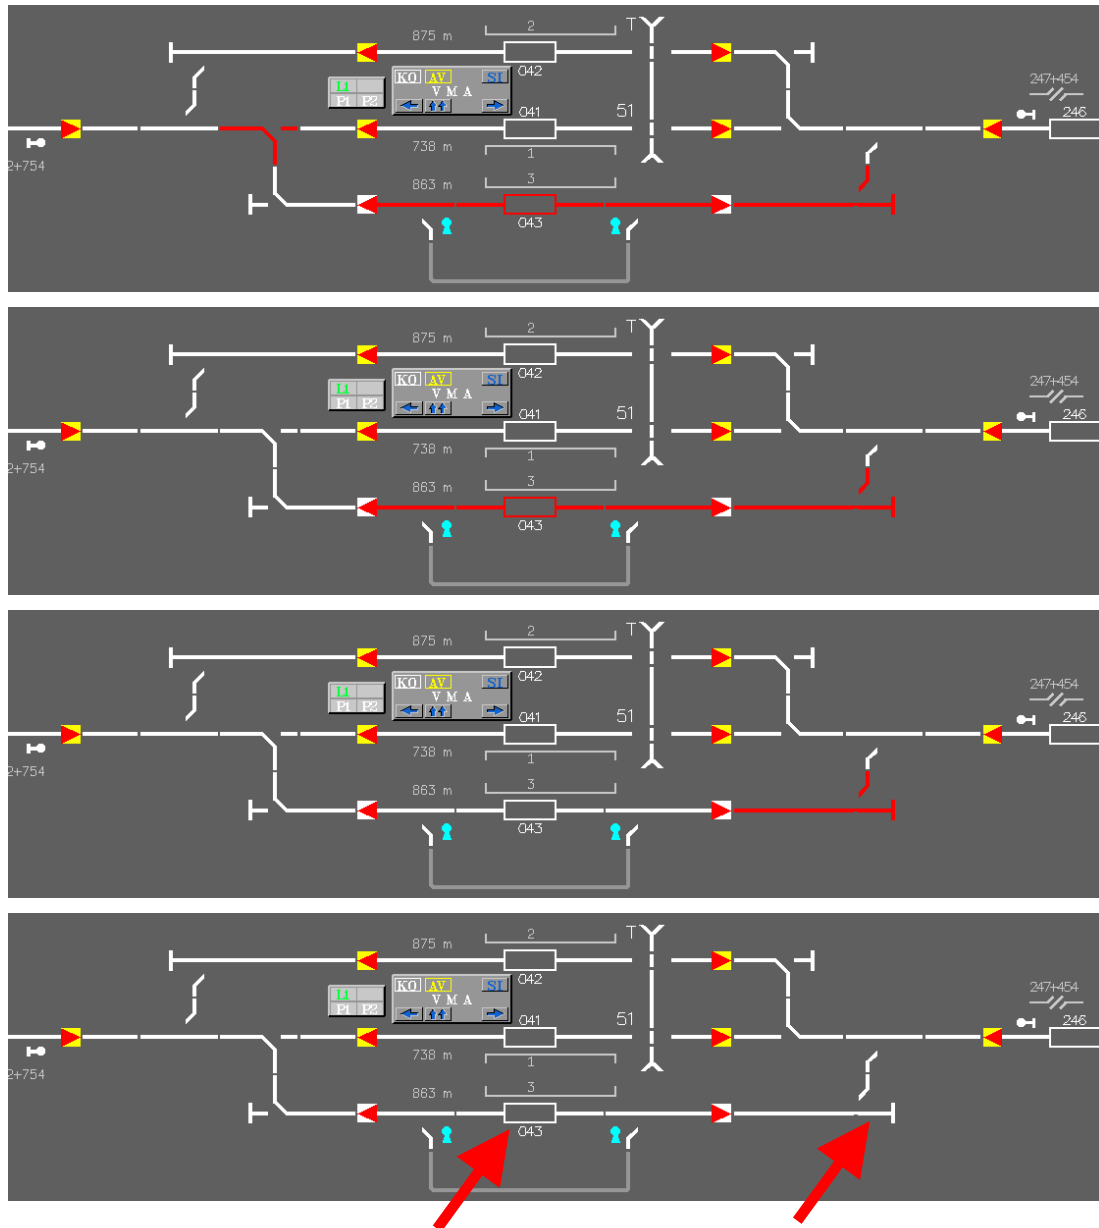 875 m 2 T
042
KO AV SI
L1 V M A
P1 P2
041 51
738 m 1
863 m 3
043
2+754
247+454
246
875 m 2 T
042
KO AV SI
L1 V M A
P1 P2
041 51
738 m 1
863 m 3
043
2+754
247+454
246
875 m 2 T
042
KO AV SI
L1 V M A
P1 P2
041 51
738 m 1
863 m 3
043
2+754
247+454
246
875 m 2 T
042
KO AV SI
L1 V M A
P1 P2
041 51
738 m 1
863 m 3
043
2+754
247+454
246